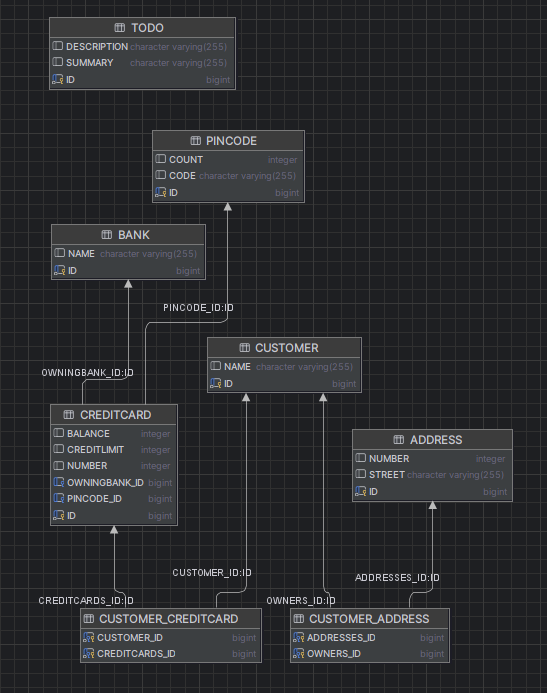 TODO
DESCRIPTION character varying(255)
SUMMARY character varying(255)
ID bigint
PINCODE
COUNT integer
CODE character varying(255)
ID bigint
BANK
NAME character varying(255)
ID bigint
PINCODE_ID:ID
CUSTOMER
NAME character varying(255)
ID bigint
OWNINGBANK_ID:ID
CREDITCARD
BALANCE integer
CREDITLIMIT integer
NUMBER integer
OWNINGBANK_ID bigint
PINCODE_ID bigint
ID bigint
ADDRESS
NUMBER integer
STREET character varying(255)
ID bigint
CUSTOMER_ID:ID
ADDRESSES_ID:ID
CREDITCARDS_ID:ID
OWNERS_ID:ID
CUSTOMER_CREDITCARD
CUSTOMER_ID bigint
CREDITCARDS_ID bigint
CUSTOMER_ADDRESS
ADDRESSES_ID bigint
OWNERS_ID bigint